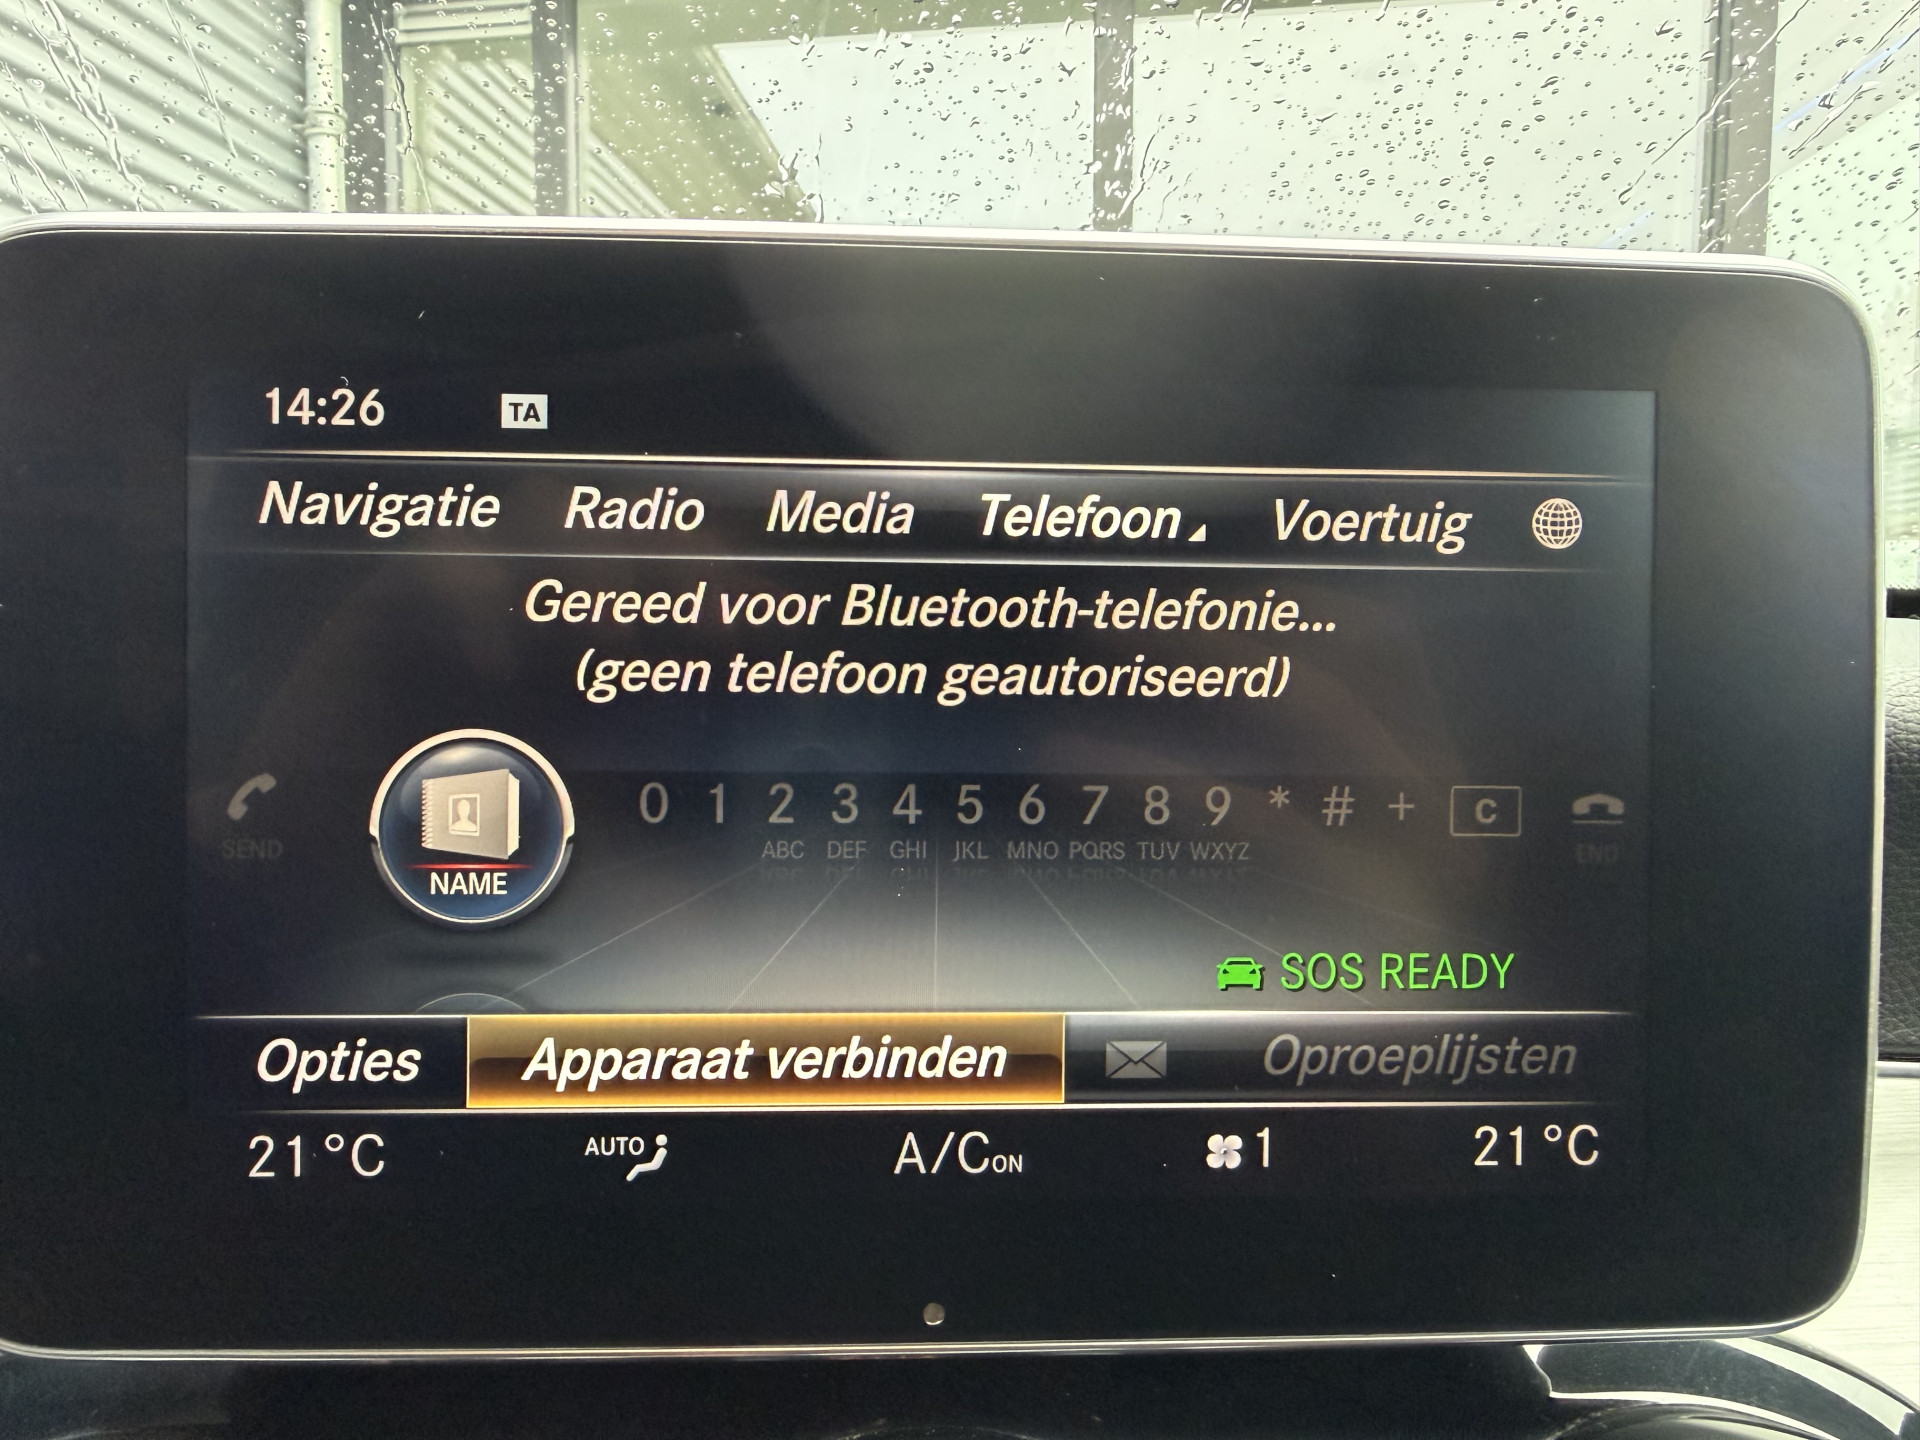 14:26 TA
Navigatie Radio Media Telefoon Voertuig
Gereed voor Bluetooth-telefonie...
(geen telefoon geautoriseerd)
SEND NAME 0 1 2 3 4 5 6 7 8 9 * # + C END
ABC DEF GHI JKL MNO PQRS TUV WXYZ
SOS READY
Opties Apparaat verbinden Oproeplijsten
21°C AUTO A/C ON 1 21°C